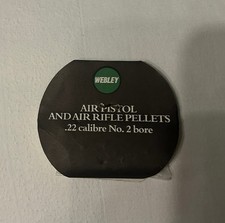 WEBLEY
AIR PISTOL
AND AIR RIFLE PELLETS
.22 calibre No. 2 bore